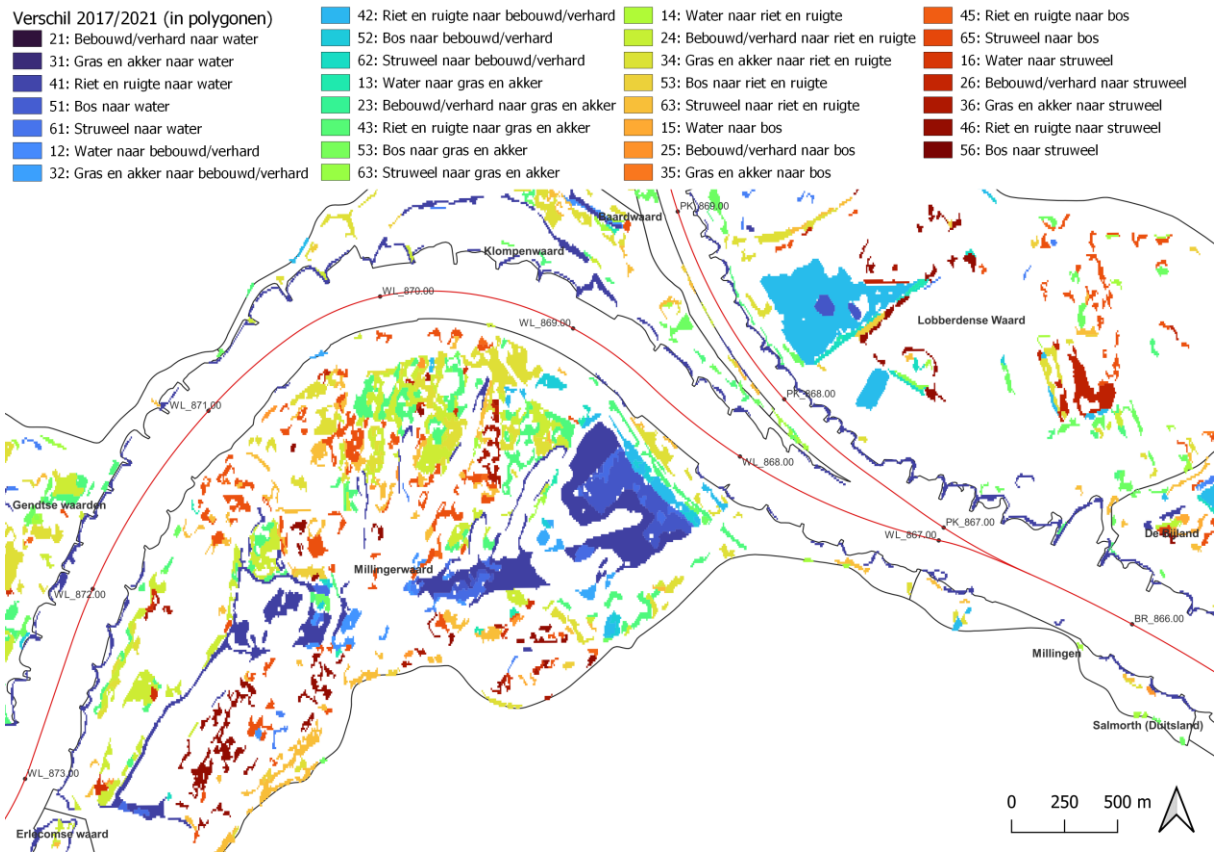 Verschil 2017/2021 (in polygonen)
21: Bebouwd/verhard naar water
31: Gras en akker naar water
41: Riet en ruigte naar water
51: Bos naar water
61: Struweel naar water
12: Water naar bebouwd/verhard
32: Gras en akker naar bebouwd/verhard
42: Riet en ruigte naar bebouwd/verhard
52: Bos naar bebouwd/verhard
62: Struweel naar bebouwd/verhard
13: Water naar gras en akker
23: Bebouwd/verhard naar gras en akker
43: Riet en ruigte naar gras en akker
53: Bos naar gras en akker
63: Struweel naar gras en akker
14: Water naar riet en ruigte
24: Bebouwd/verhard naar riet en ruigte
34: Gras en akker naar riet en ruigte
53: Bos naar riet en ruigte
63: Struweel naar riet en ruigte
15: Water naar bos
25: Bebouwd/verhard naar bos
35: Gras en akker naar bos
45: Riet en ruigte naar bos
65: Struweel naar bos
16: Water naar struweel
26: Bebouwd/verhard naar struweel
36: Gras en akker naar struweel
46: Riet en ruigte naar struweel
56: Bos naar struweel
PK_869.00
Baardwaard
Klompenwaard
WL_870.00
WL_869.00
Lobberdense Waard
WL_871.00
PK_868.00
WL_868.00
Gendtse waarden
PK_867.00
WL_867.00
De Bijland
Millingerwaard
WL_872.00
BR_866.00
Millingen
Salmorth (Duitsland)
WL_873.00
Erlecomse waard
0 250 500 m